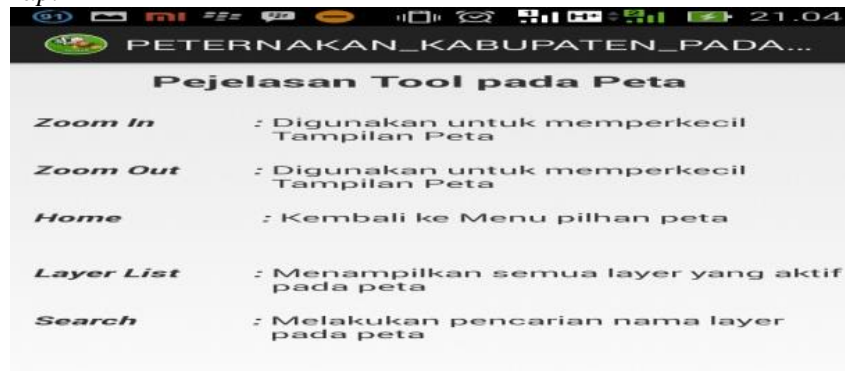 21.04
PETERNAKAN_KABUPATEN_PADA...
Pejelasan Tool pada Peta
Zoom In : Digunakan untuk memperkecil
Tampilan Peta
Zoom Out : Digunakan untuk memperkecil
Tampilan Peta
Home : Kembali ke Menu pilhan peta
Layer List : Menampilkan semua layer yang aktif
pada peta
Search : Melakukan pencarian nama layer
pada peta